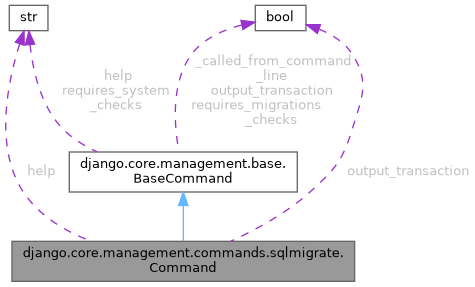 str
bool
_called_from_command
_line
help
output_transaction
requires_system
requires_migrations
_checks
_checks
django.core.management.base.
BaseCommand
help
output_transaction
django.core.management.commands.sqlmigrate.
Command